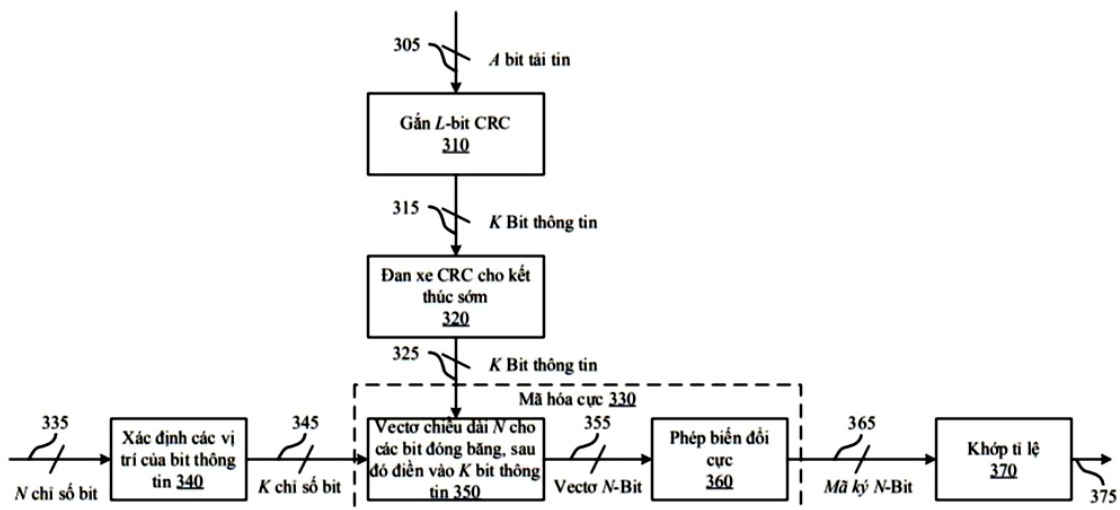 305
A bit tải tin
Gắn L-bit CRC
310
315
K Bit thông tin
Đan xe CRC cho kết
thúc sớm
320
325
K Bit thông tin
Mã hóa cực 330
335
N chỉ số bit
Xác định các vị
trí của bit thông
tin 340
345
K chỉ số bit
Vectơ chiều dài N cho
các bit đóng băng, sau
đó điền vào K bit thông
tin 350
355
Vectơ N-Bit
Phép biến đổi
cực
360
365
Mã ký N-Bit
Khớp tỉ lệ
370
375